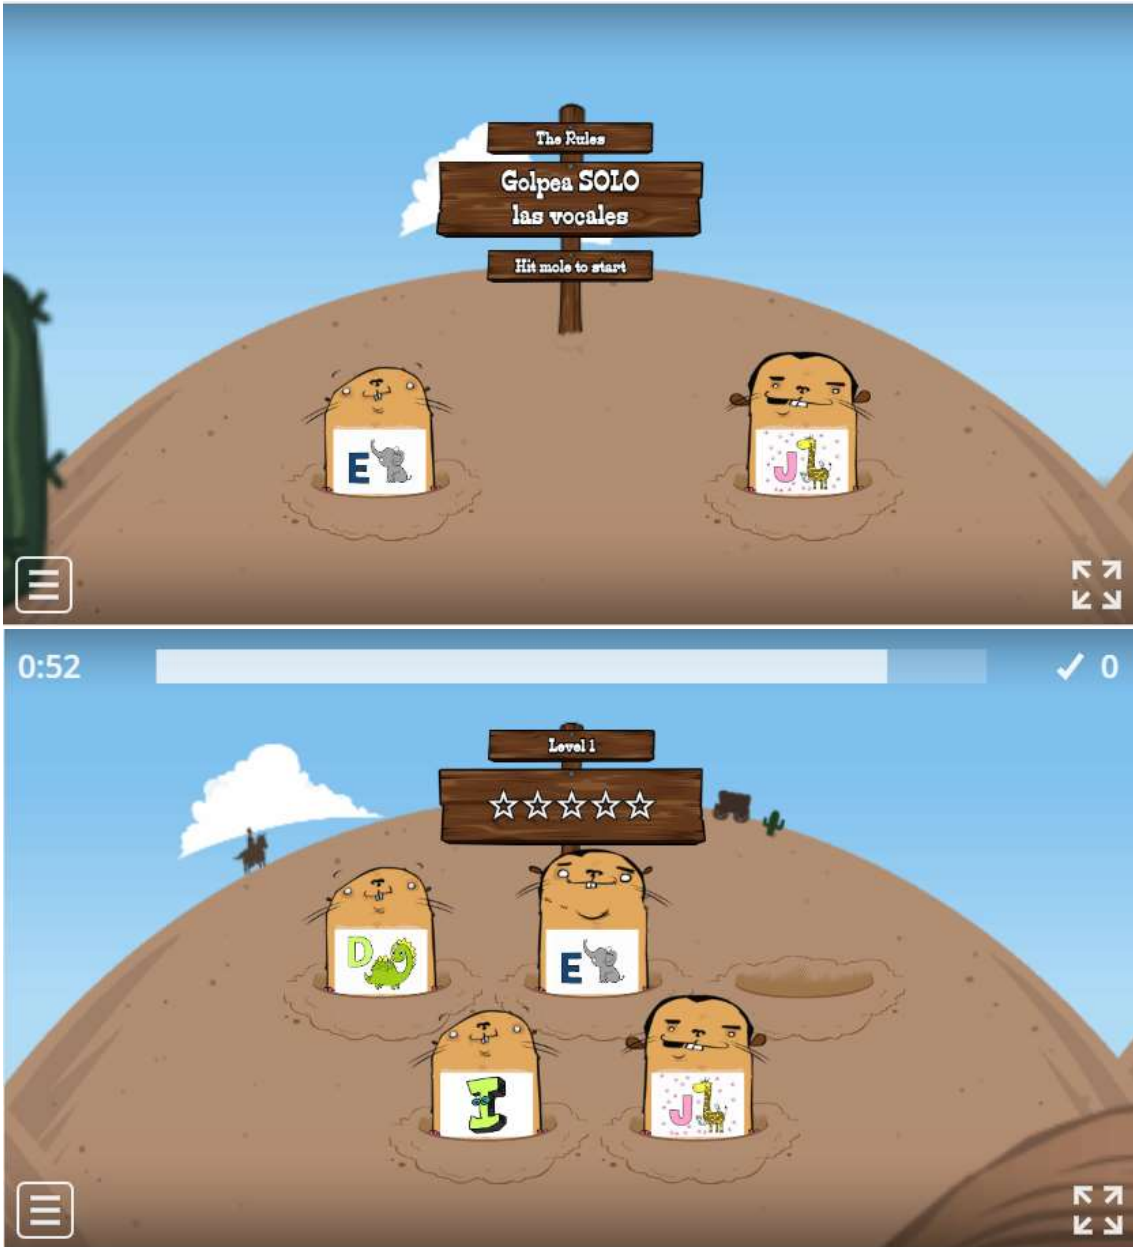 The Rules
Golpea SOLO
las vocales
Hit mole to start
E
J
0:52
0
Level 1
D
E
I
J